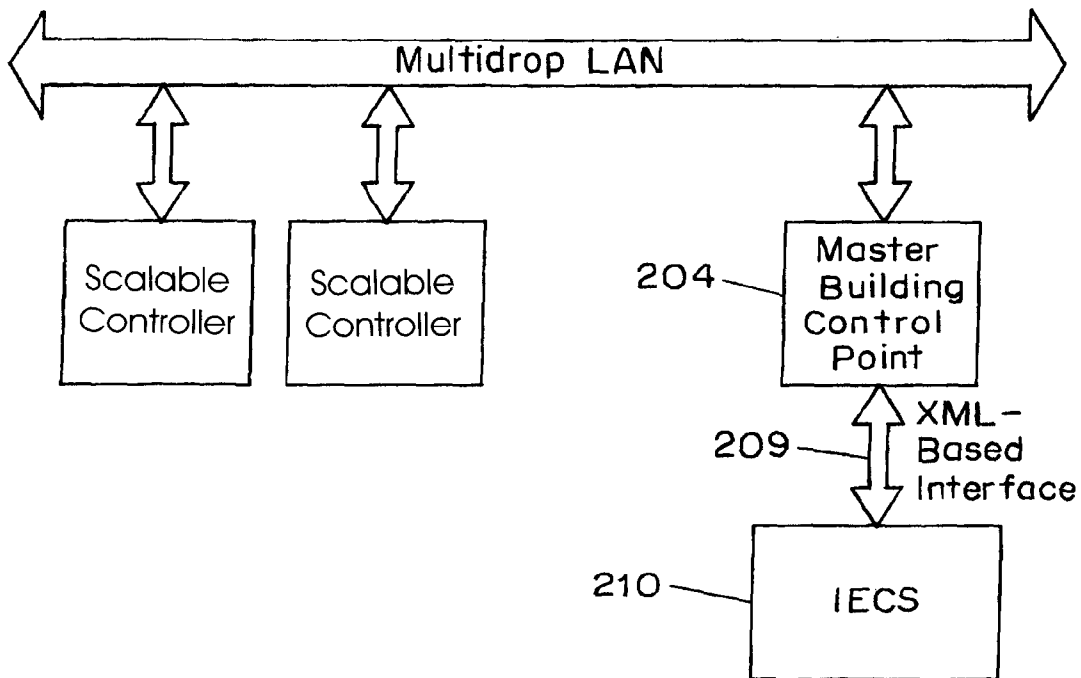 Multidrop LAN
Scalable
Controller
Scalable
Controller
204
Master
Building
Control
Point
209
XML-
Based
Interface
210
IECS